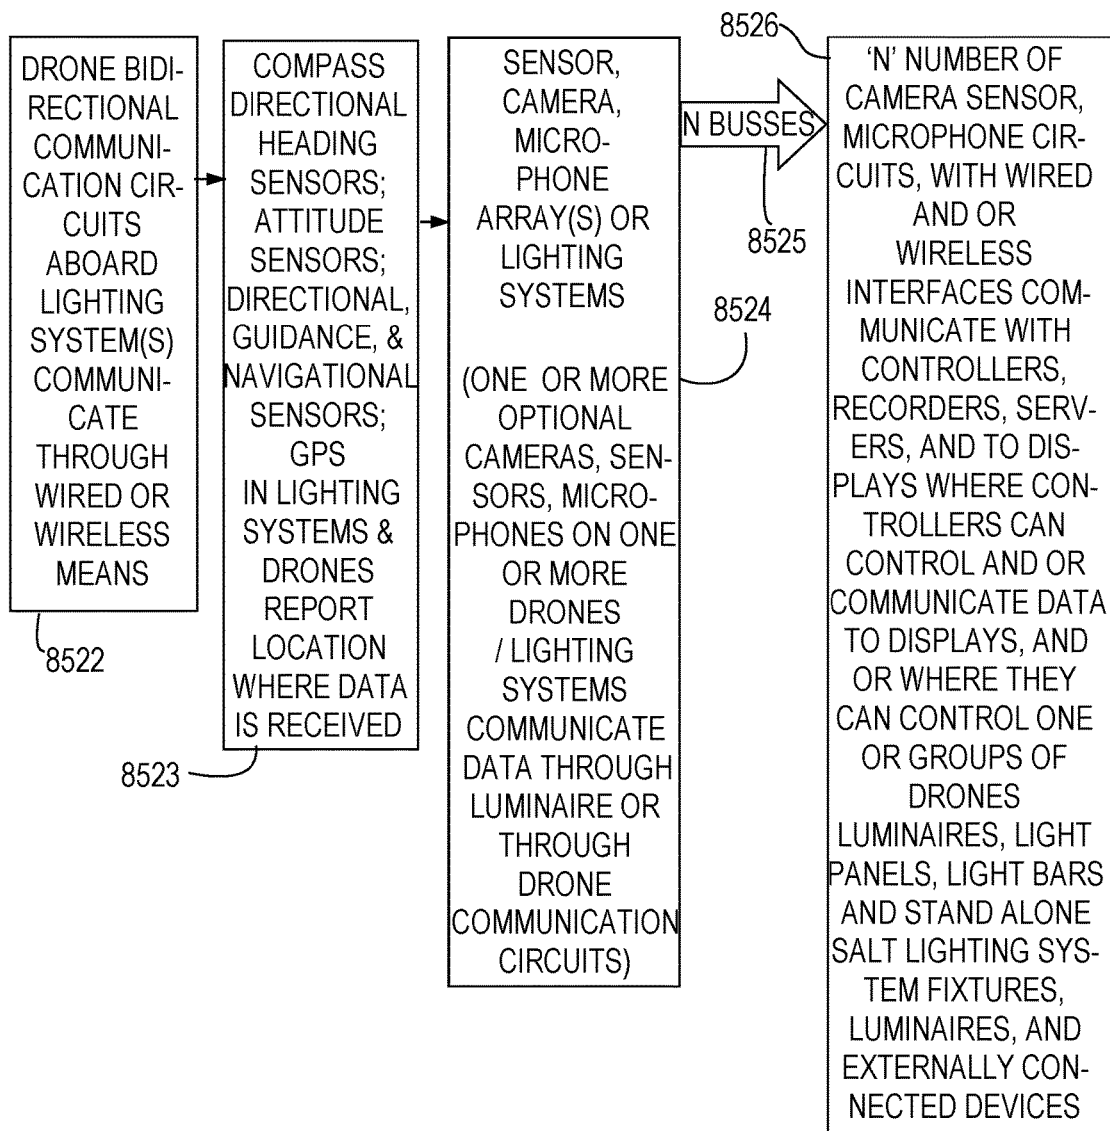 DRONE BIDI-
RECTIONAL
COMMUNI-
CATION CIR-
CUITS
ABOARD
LIGHTING
SYSTEM(S)
COMMUNI-
CATE
THROUGH
WIRED OR
WIRELESS
MEANS
8522
COMPASS
DIRECTIONAL
HEADING
SENSORS;
ATTITUDE
SENSORS;
DIRECTIONAL,
GUIDANCE, &
NAVIGATIONAL
SENSORS;
GPS
IN LIGHTING
SYSTEMS &
DRONES
REPORT
LOCATION
WHERE DATA
IS RECEIVED
8523
SENSOR,
CAMERA,
MICRO-
PHONE
ARRAY(S) OR
LIGHTING
SYSTEMS
(ONE OR MORE
OPTIONAL
CAMERAS, SEN-
SORS, MICRO-
PHONES ON ONE
OR MORE
DRONES
/ LIGHTING
SYSTEMS
COMMUNICATE
DATA THROUGH
LUMINAIRE OR
THROUGH
DRONE
COMMUNICATION
CIRCUITS)
8524
N BUSSES
8525
8526
‘N’ NUMBER OF
CAMERA SENSOR,
MICROPHONE CIR-
CUITS, WITH WIRED
AND OR
WIRELESS
INTERFACES COM-
MUNICATE WITH
CONTROLLERS,
RECORDERS, SERV-
ERS, AND TO DIS-
PLAYS WHERE CON-
TROLLERS CAN
CONTROL AND OR
COMMUNICATE DATA
TO DISPLAYS, AND
OR WHERE THEY
CAN CONTROL ONE
OR GROUPS OF
DRONES
LUMINAIRES, LIGHT
PANELS, LIGHT BARS
AND STAND ALONE
SALT LIGHTING SYS-
TEM FIXTURES,
LUMINAIRES, AND
EXTERNALLY CON-
NECTED DEVICES